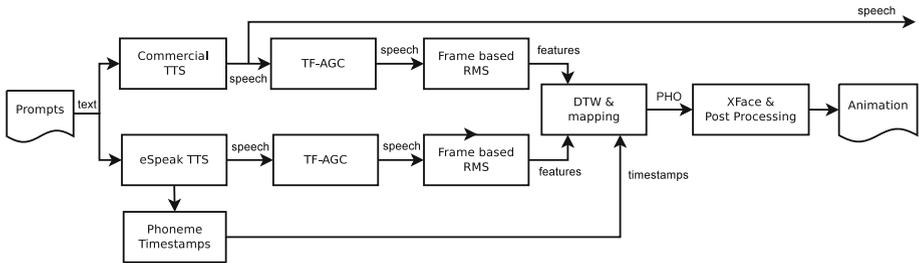 speech
Commercial
TTS
speech
TF-AGC
speech
Frame based
RMS
features
Prompts
text
DTW &
mapping
PHO
XFace &
Post Processing
Animation
eSpeak TTS
speech
TF-AGC
speech
Frame based
RMS
features
timestamps
Phoneme
Timestamps